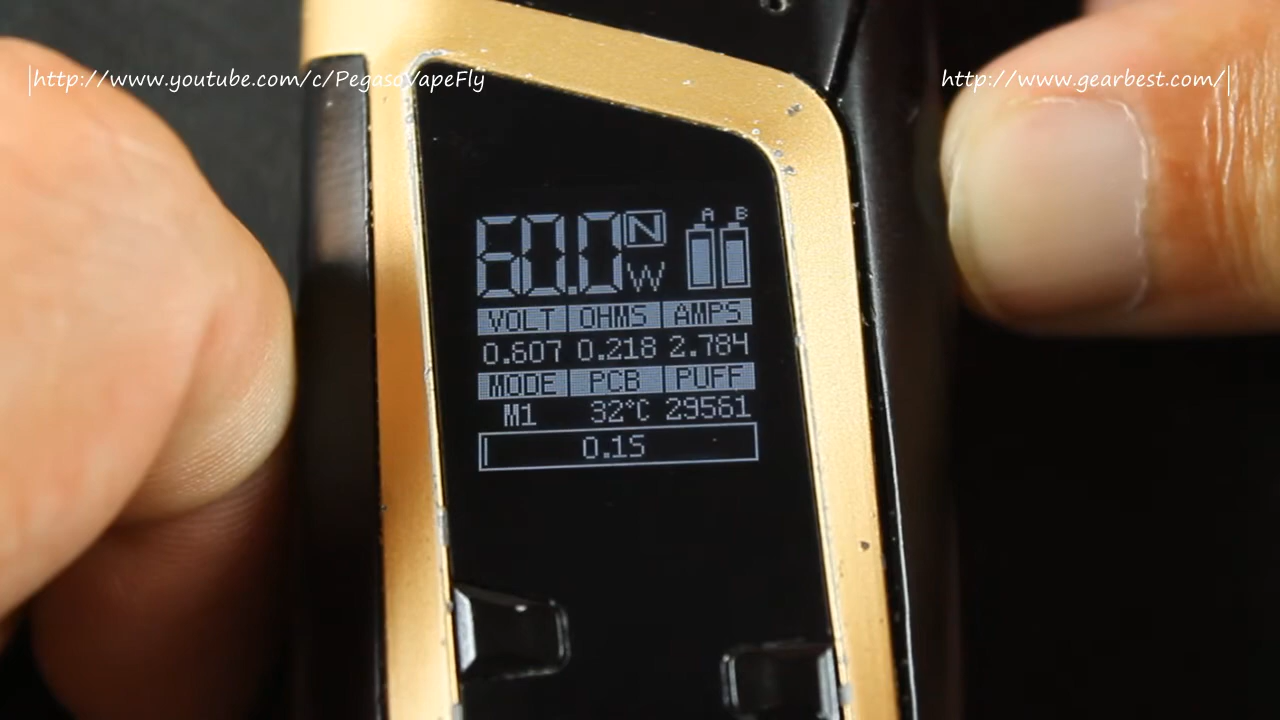 http://www.youtube.com/c/PegasoVapeFly
http://www.gearbest.com/
60.0 N W A B
VOLT OHMS AMPS
0.607 0.218 2.784
MODE PCB PUFF
M1 32°C 29561
0.1S